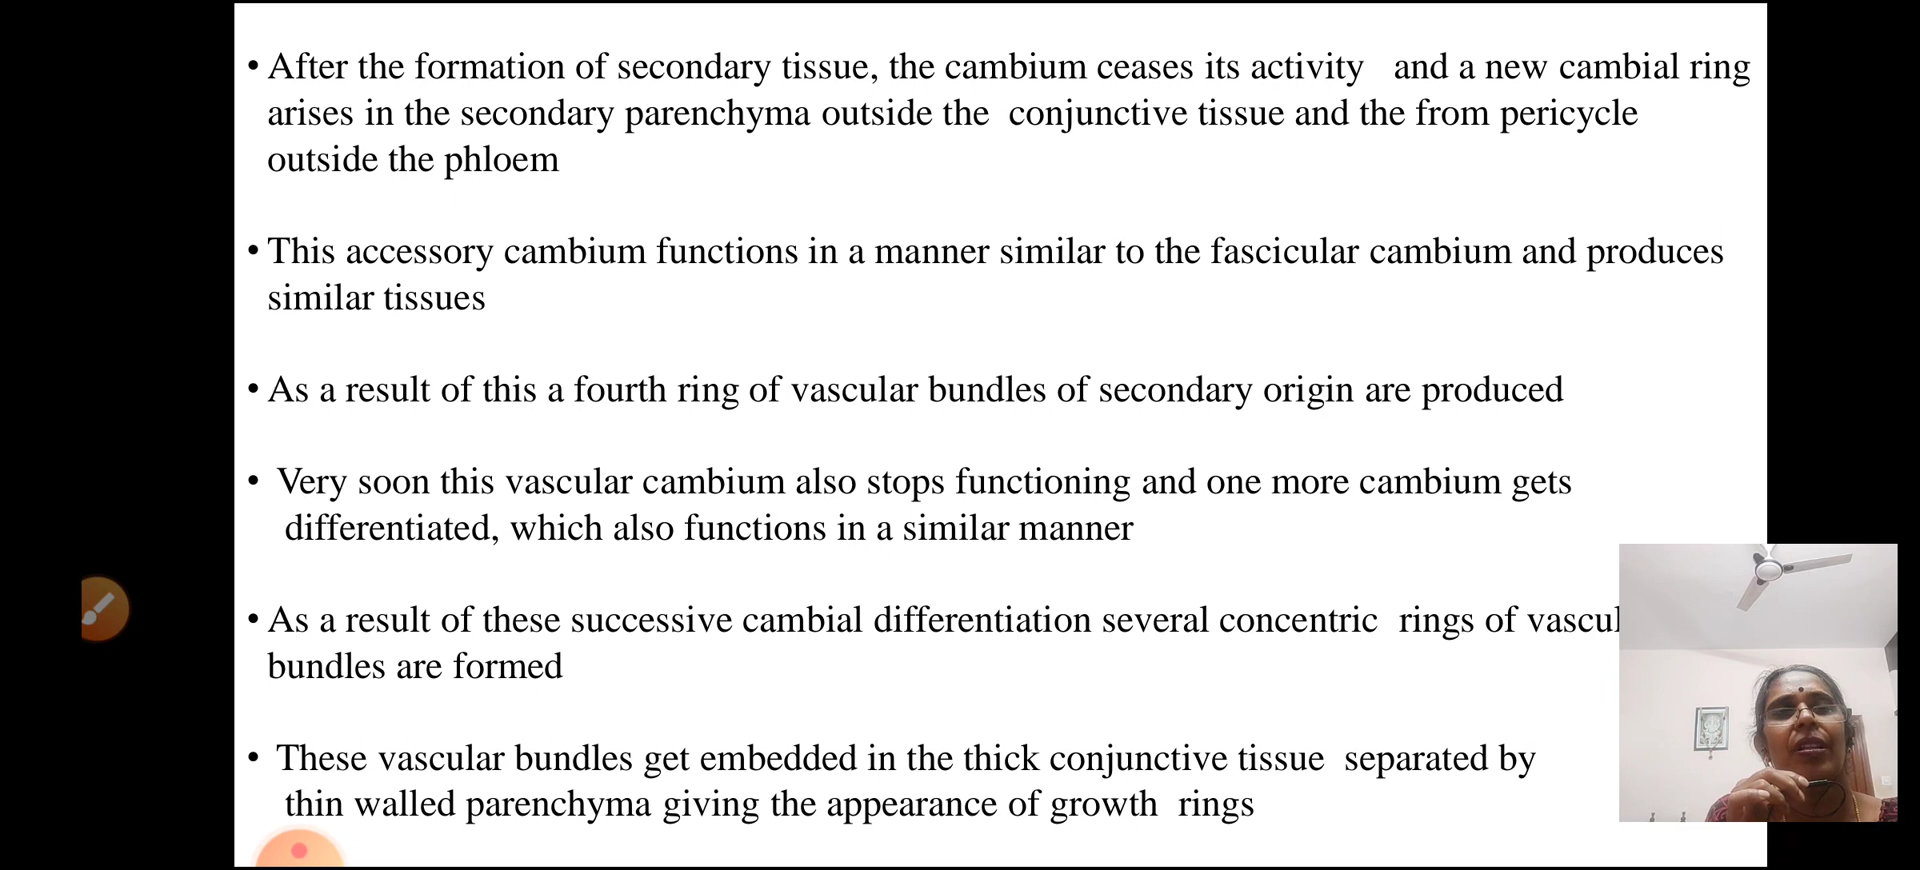 • After the formation of secondary tissue, the cambium ceases its activity and a new cambial ring
arises in the secondary parenchyma outside the conjunctive tissue and the from pericycle
outside the phloem
• This accessory cambium functions in a manner similar to the fascicular cambium and produces
similar tissues
• As a result of this a fourth ring of vascular bundles of secondary origin are produced
• Very soon this vascular cambium also stops functioning and one more cambium gets
differentiated, which also functions in a similar manner
• As a result of these successive cambial differentiation several concentric rings of
bundles are formed
• These vascular bundles get embedded in the thick conjunctive tissue separated by
thin walled parenchyma giving the appearance of growth rings